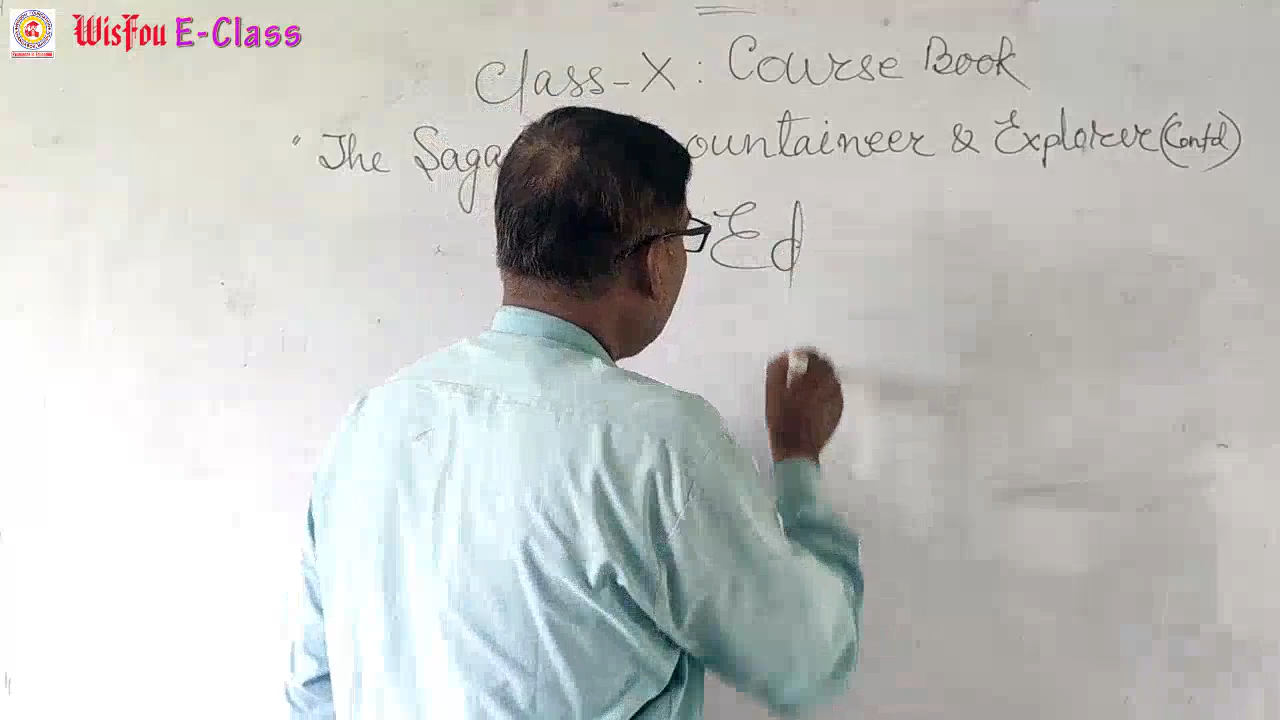 WisFou E-Class
Class-X: Course Book
"The Saga ountaineer & Explorer (Contd)
Ed